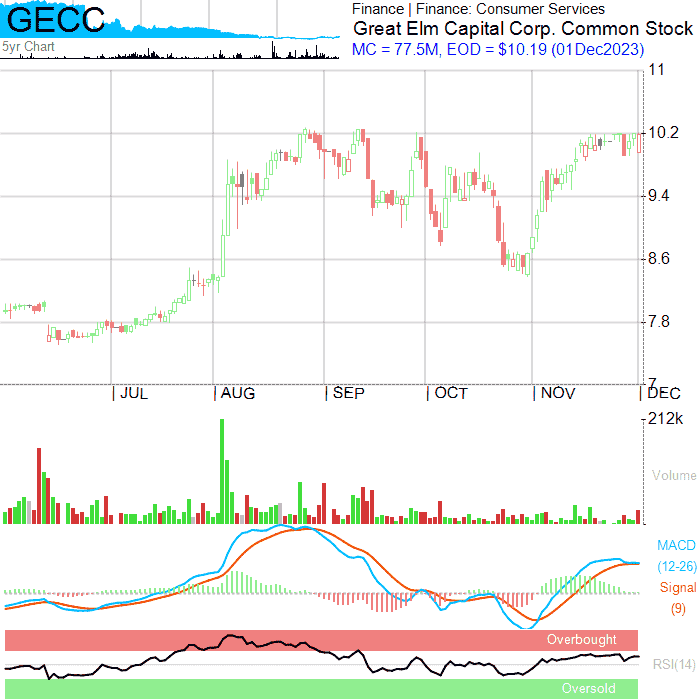 GECC
5yr Chart
Finance | Finance: Consumer Services
Great Elm Capital Corp. Common Stock
MC = 77.5M, EOD = $10.19 (01Dec2023)
11
10.2
9.4
8.6
7.8
7
JUL
AUG
SEP
OCT
NOV
DEC
212k
Volume
MACD
(12-26)
Signal
(9)
Overbought
RSI(14)
Oversold